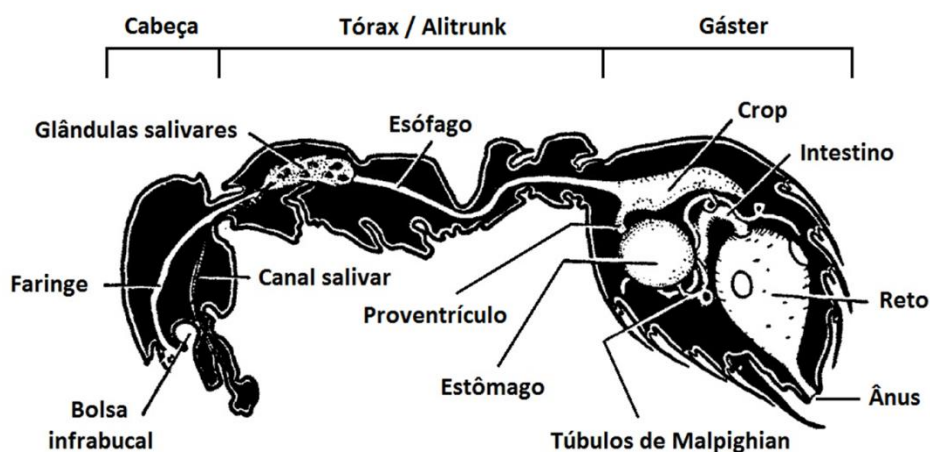 Cabeça
Tórax / Alitrunk
Gáster
Glândulas salivares
Esófago
Crop
Intestino
Faringe
Canal salivar
Proventrículo
Reto
Estômago
Ânus
Bolsa
infrabucal
Túbulos de Malpighian